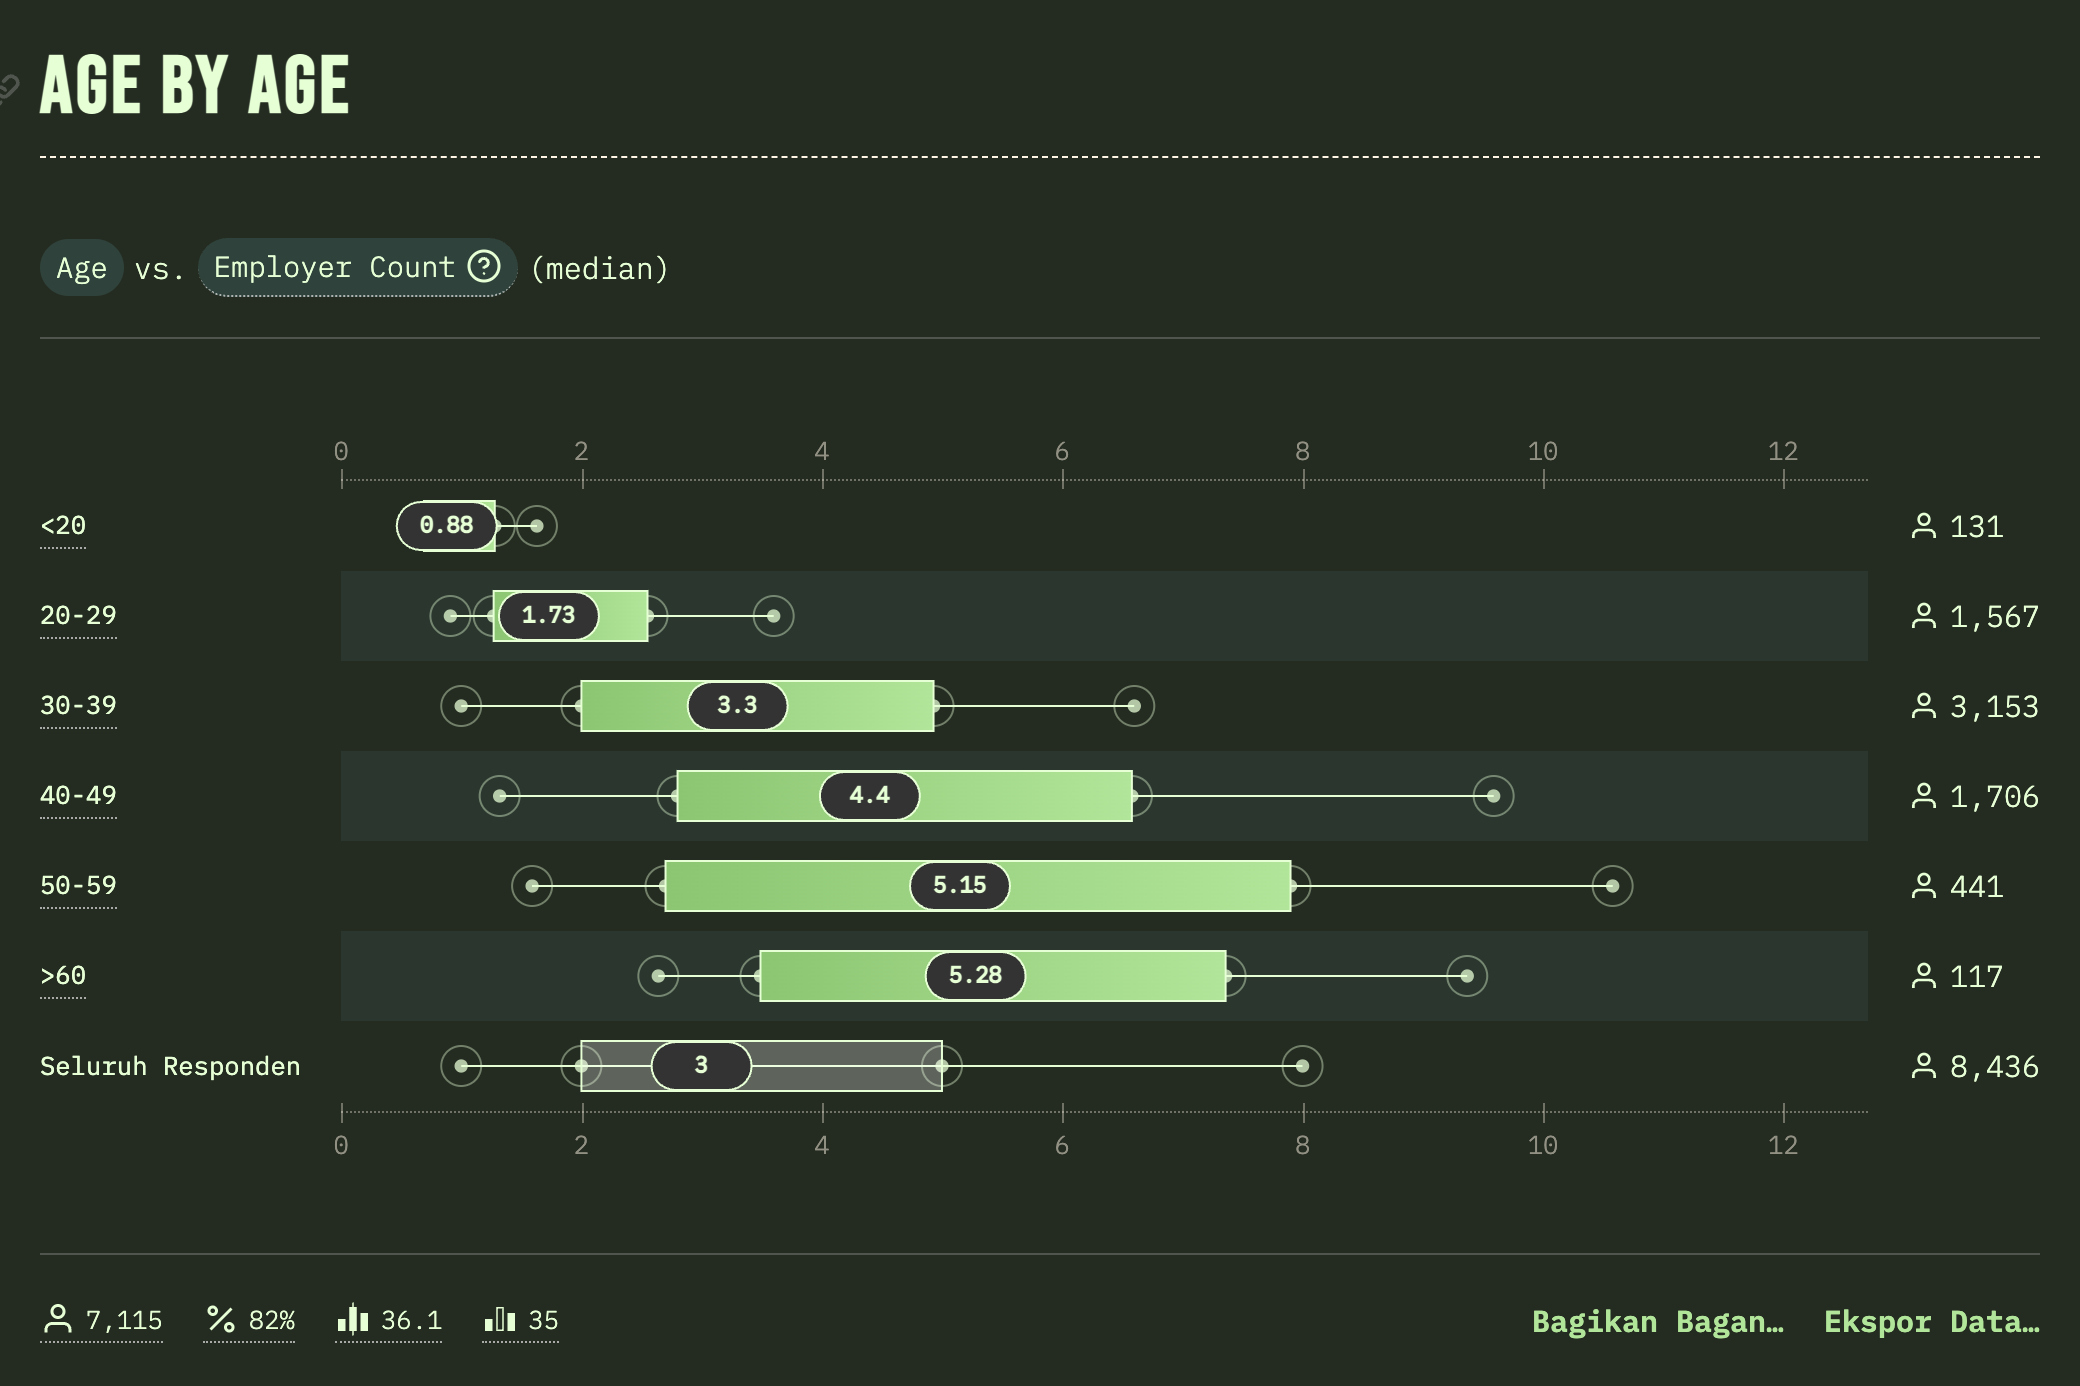 AGE BY AGE
Age vs. Employer Count ? (median)
0 2 4 6 8 10 12
<20 0.88 131
20-29 1.73 1,567
30-39 3.3 3,153
40-49 4.4 1,706
50-59 5.15 441
>60 5.28 117
Seluruh Responden 3 8,436
0 2 4 6 8 10 12
7,115 % 82% 36.1 35 Bagikan Bagan… Ekspor Data…